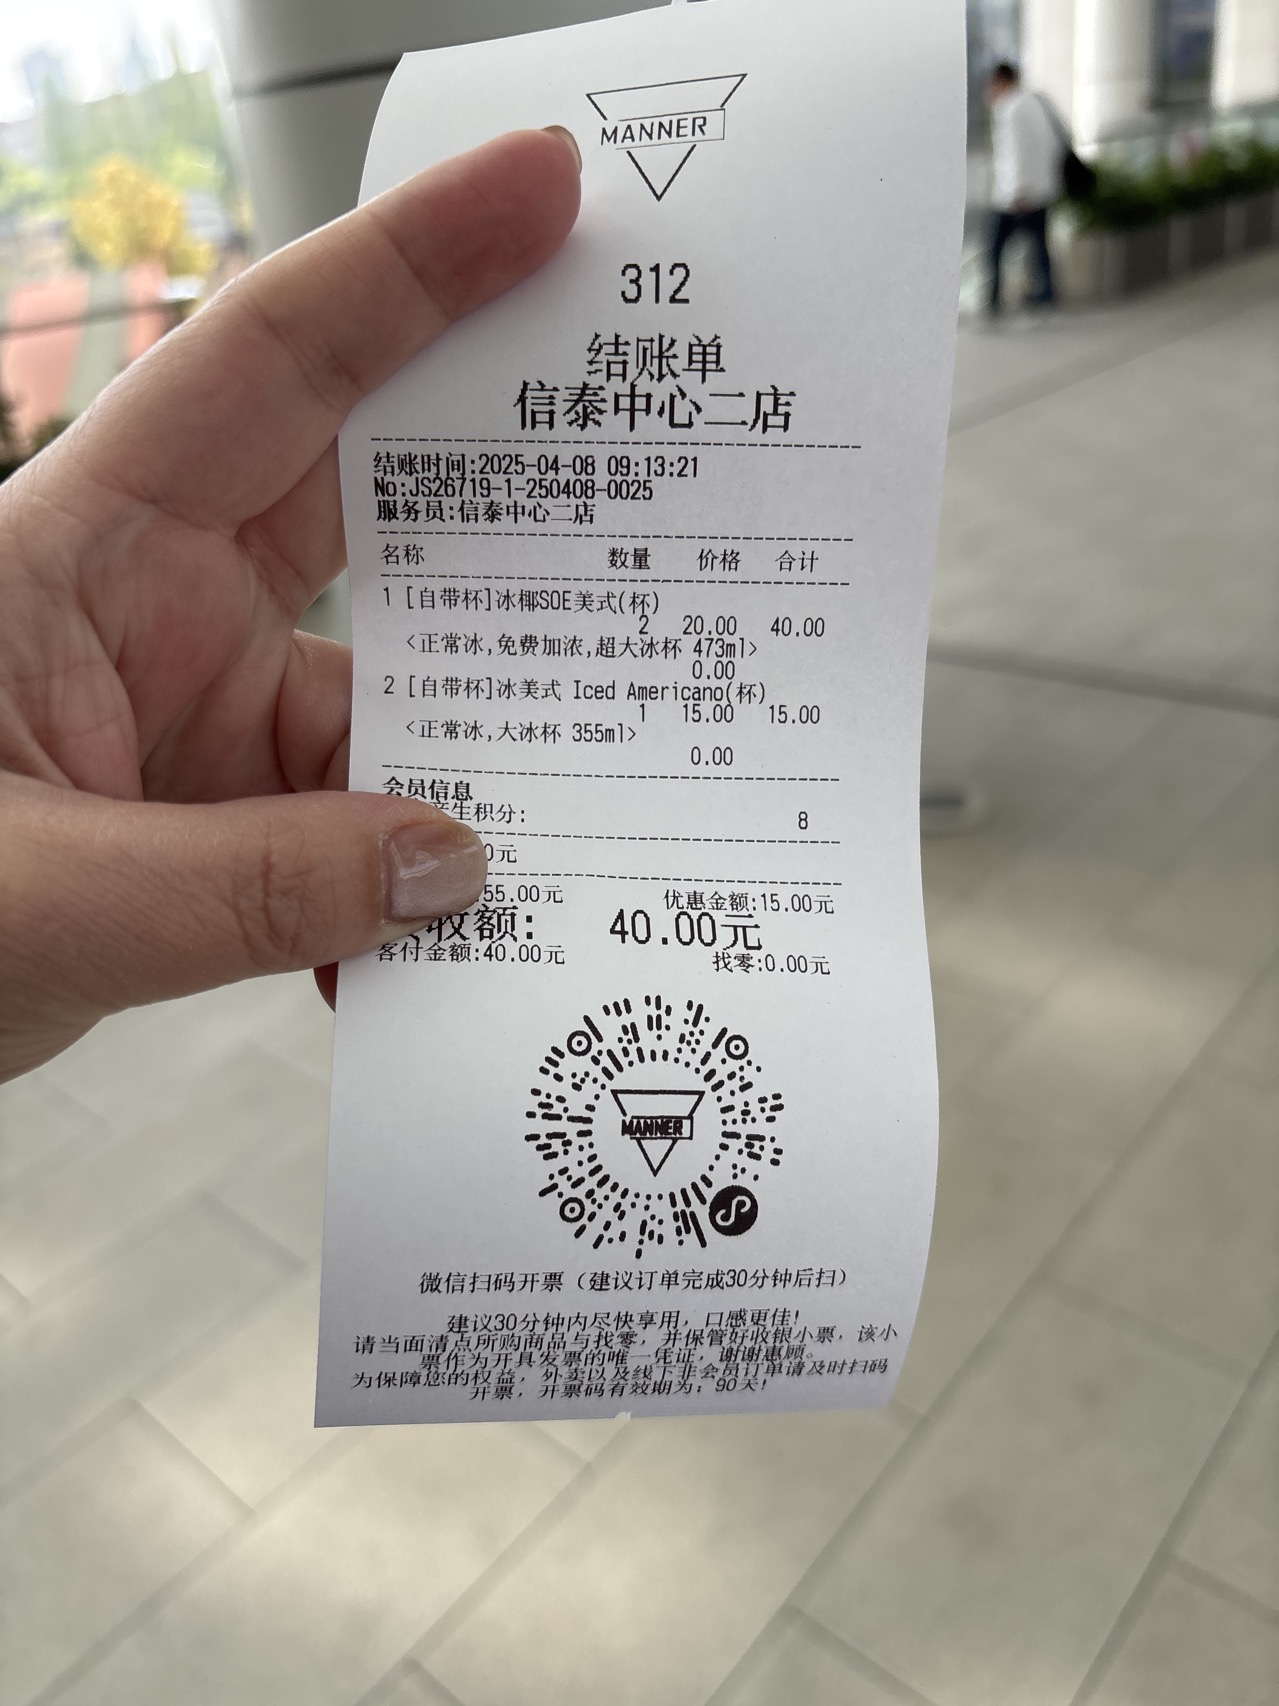 MANNER
312
结账单
信泰中心二店
结账时间:2025-04-08 09:13:21
No:JS26719-1-250408-0025
服务员:信泰中心二店
名称 数量 价格 合计
1 [自带杯]冰椰SOE美式(杯)
2 20.00 40.00
<正常冰,免费加浓,超大冰杯 473ml>
0.00
2 [自带杯]冰美式 Iced Americano(杯)
1 15.00 15.00
<正常冰,大冰杯 355ml>
0.00
会员信息
生积分: 8
0元
55.00元 优惠金额:15.00元
收额: 40.00元
客付金额:40.00元 找零:0.00元
MANNER
微信扫码开票（建议订单完成30分钟后扫）
建议30分钟内尽快享用，口感更佳!
请当面清点所购商品与找零，并保管好收银小票，该小
票作为开具发票的唯一凭证，谢谢惠顾。
为保障您的权益，外卖以及线下非会员订单请及时扫码
开票，开票码有效期为：90天!